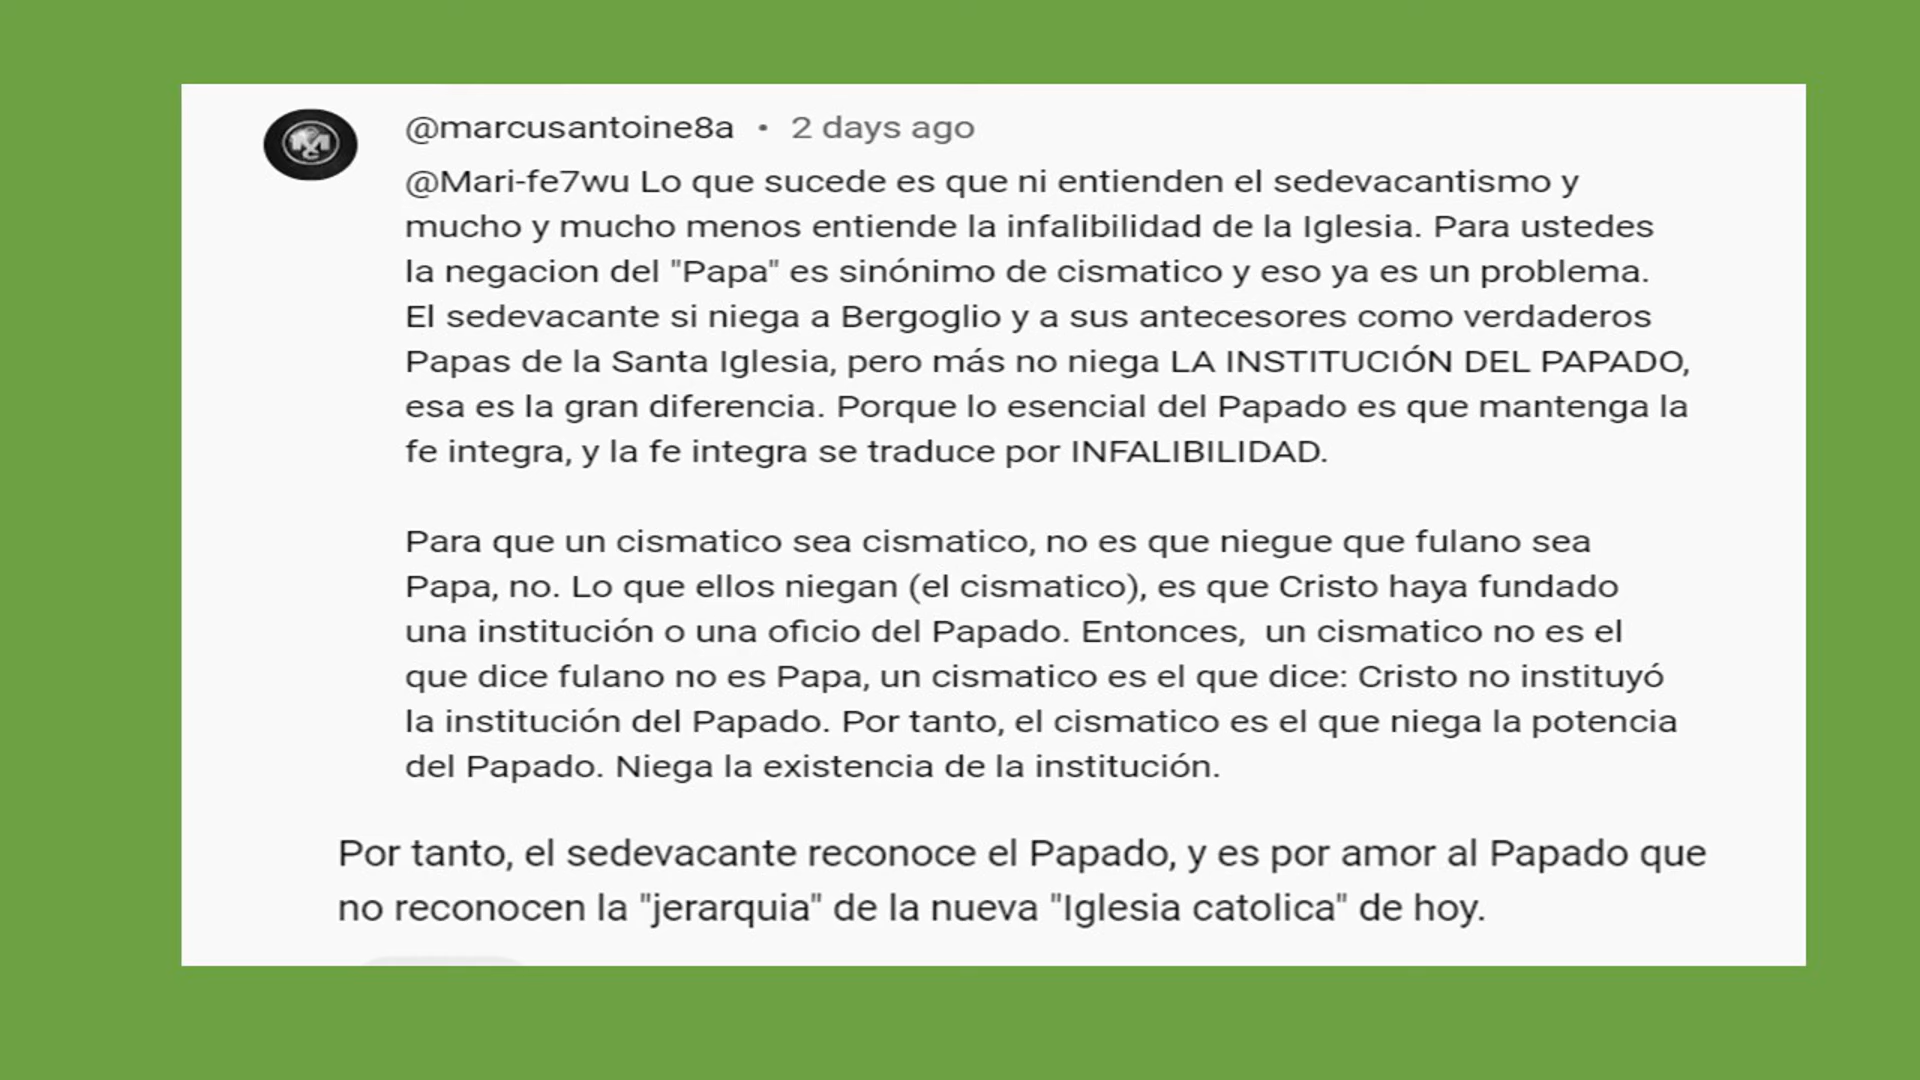 @marcusantoine8a • 2 days ago
@Mari-fe7wu Lo que sucede es que ni entienden el sedevacantismo y
mucho y mucho menos entiende la infalibilidad de la Iglesia. Para ustedes
la negacion del "Papa" es sinónimo de cismatico y eso ya es un problema.
El sedevacante si niega a Bergoglio y a sus antecesores como verdaderos
Papas de la Santa Iglesia, pero más no niega LA INSTITUCIÓN DEL PAPADO,
esa es la gran diferencia. Porque lo esencial del Papado es que mantenga la
fe integra, y la fe integra se traduce por INFALIBILIDAD.
Para que un cismatico sea cismatico, no es que niegue que fulano sea
Papa, no. Lo que ellos niegan (el cismatico), es que Cristo haya fundado
una institución o una oficio del Papado. Entonces,  un cismatico no es el
que dice fulano no es Papa, un cismatico es el que dice: Cristo no instituyó
la institución del Papado. Por tanto, el cismatico es el que niega la potencia
del Papado. Niega la existencia de la institución.
Por tanto, el sedevacante reconoce el Papado, y es por amor al Papado que
no reconocen la "jerarquia" de la nueva "Iglesia catolica" de hoy.